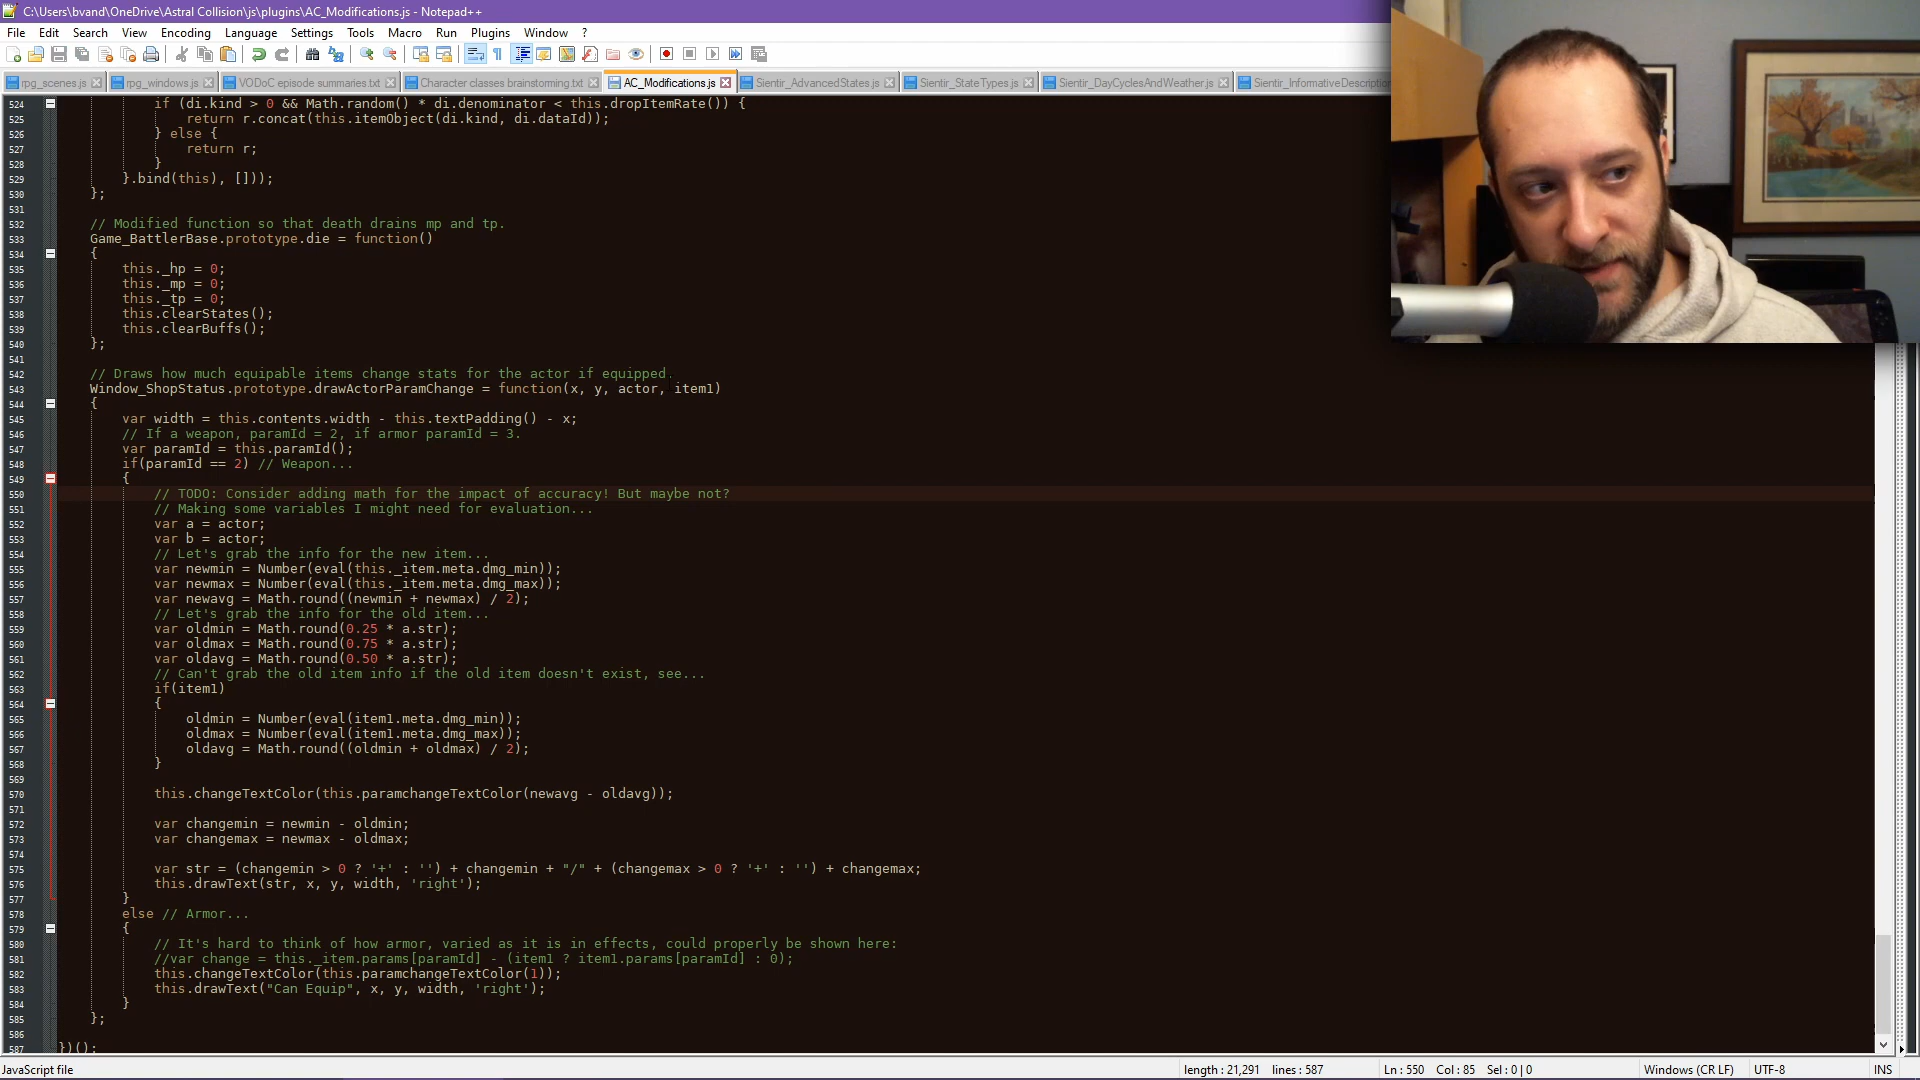 C:\Users\bvand\OneDrive\Astral Collision\js\plugins\AC_Modifications.js - Notepad++
File Edit Search View Encoding Language Settings Tools Macro Run Plugins Window ?
rpg_scenes.js rpg_windows.js VODoC episode summaries.txt Character classes brainstorming.txt AC_Modifications.js Sientir_AdvancedStates.js Sientir_StateTypes.js Sientir_DayCyclesAndWeather.js Sientir_InformativeDescription
524 if (di.kind > 0 && Math.random() * di.denominator < this.dropItemRate()) {
525 return r.concat(this.itemObject(di.kind, di.dataId));
526 } else {
527 return r;
528 }
529 }.bind(this), []));
530 };
531
532 // Modified function so that death drains mp and tp.
533 Game_BattlerBase.prototype.die = function()
534 {
535 this._hp = 0;
536 this._mp = 0;
537 this._tp = 0;
538 this.clearStates();
539 this.clearBuffs();
540 };
541
542 // Draws how much equipable items change stats for the actor if equipped.
543 Window_ShopStatus.prototype.drawActorParamChange = function(x, y, actor, item1)
544 {
545 var width = this.contents.width - this.textPadding() - x;
546 // If a weapon, paramId = 2, if armor paramId = 3.
547 var paramId = this.paramId();
548 if(paramId == 2) // Weapon...
549 {
550 // TODO: Consider adding math for the impact of accuracy! But maybe not?
551 // Making some variables I might need for evaluation...
552 var a = actor;
553 var b = actor;
554 // Let's grab the info for the new item...
555 var newmin = Number(eval(this._item.meta.dmg_min));
556 var newmax = Number(eval(this._item.meta.dmg_max));
557 var newavg = Math.round((newmin + newmax) / 2);
558 // Let's grab the info for the old item...
559 var oldmin = Math.round(0.25 * a.str);
560 var oldmax = Math.round(0.75 * a.str);
561 var oldavg = Math.round(0.50 * a.str);
562 // Can't grab the old item info if the old item doesn't exist, see...
563 if(item1)
564 {
565 oldmin = Number(eval(item1.meta.dmg_min));
566 oldmax = Number(eval(item1.meta.dmg_max));
567 oldavg = Math.round((oldmin + oldmax) / 2);
568 }
569
570 this.changeTextColor(this.paramchangeTextColor(newavg - oldavg));
571
572 var changemin = newmin - oldmin;
573 var changemax = newmax - oldmax;
574
575 var str = (changemin > 0 ? '+' : '') + changemin + "/" + (changemax > 0 ? '+' : '') + changemax;
576 this.drawText(str, x, y, width, 'right');
577 }
578 else // Armor...
579 {
580 // It's hard to think of how armor, varied as it is in effects, could properly be shown here:
581 //var change = this._item.params[paramId] - (item1 ? item1.params[paramId] : 0);
582 this.changeTextColor(this.paramchangeTextColor(1));
583 this.drawText("Can Equip", x, y, width, 'right');
584 }
585 };
586
587 })();
JavaScript file length : 21,291 lines : 587 Ln : 550 Col : 85 Sel : 0 | 0 Windows (CR LF) UTF-8 INS